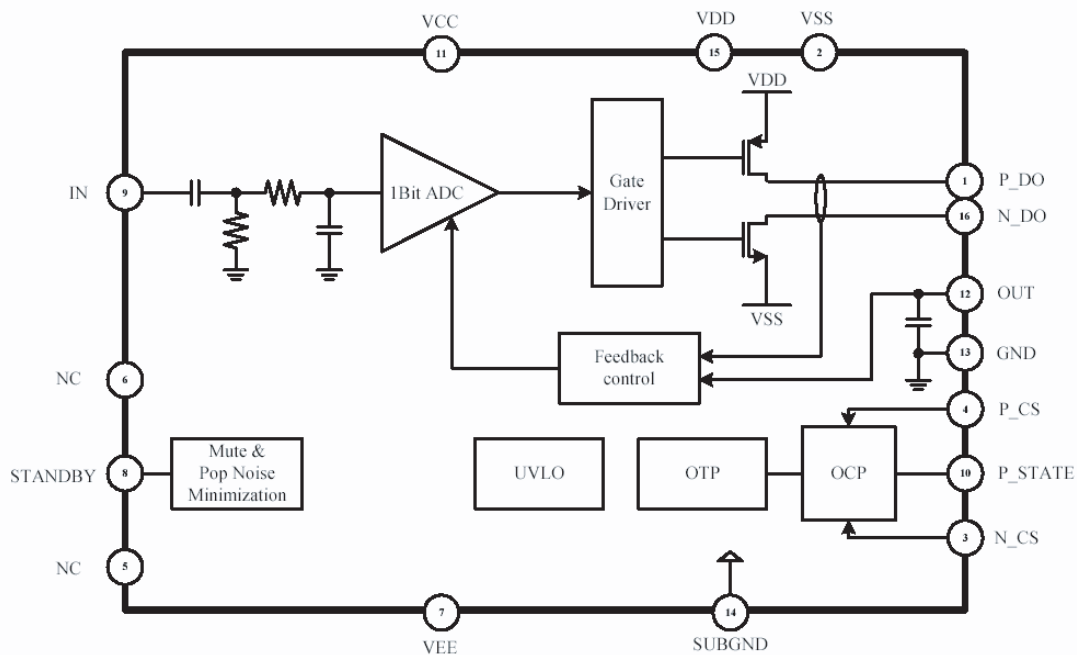 VCC
VDD
VSS
11
15
2
VDD
IN
9
1Bit ADC
Gate
Driver
1
P_DO
16
N_DO
VSS
12
OUT
13
GND
Feedback
control
NC
6
4
P_CS
STANDBY
8
Mute &
Pop Noise
Minimization
UVLO
OTP
OCP
10
P_STATE
3
N_CS
NC
5
7
VEE
14
SUBGND